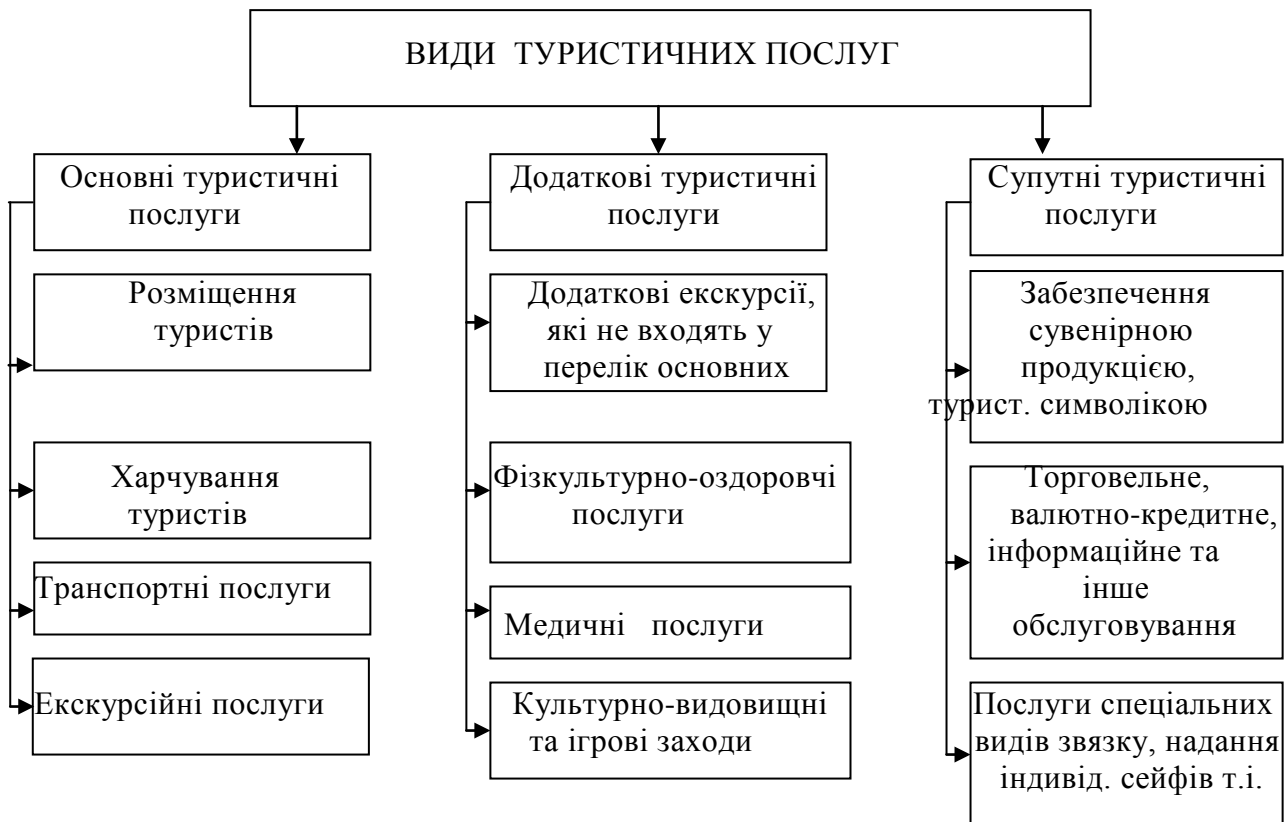 ВИДИ ТУРИСТИЧНИХ ПОСЛУГ
Основні туристичні
послуги
Розміщення
туристів
Харчування
туристів
Транспортні послуги
Екскурсійні послуги
Додаткові туристичні
послуги
Додаткові екскурсії,
які не входять у
перелік основних
Фізкультурно-оздоровчі
послуги
Медичні послуги
Культурно-видовищні
та ігрові заходи
Супутні туристичні
послуги
Забезпечення
сувенірною
продукцією,
турист. символікою
Торговельне,
валютно-кредитне,
інформаційне та
інше
обслуговування
Послуги спеціальних
видів звязку, надання
індивід. сейфів т.і.